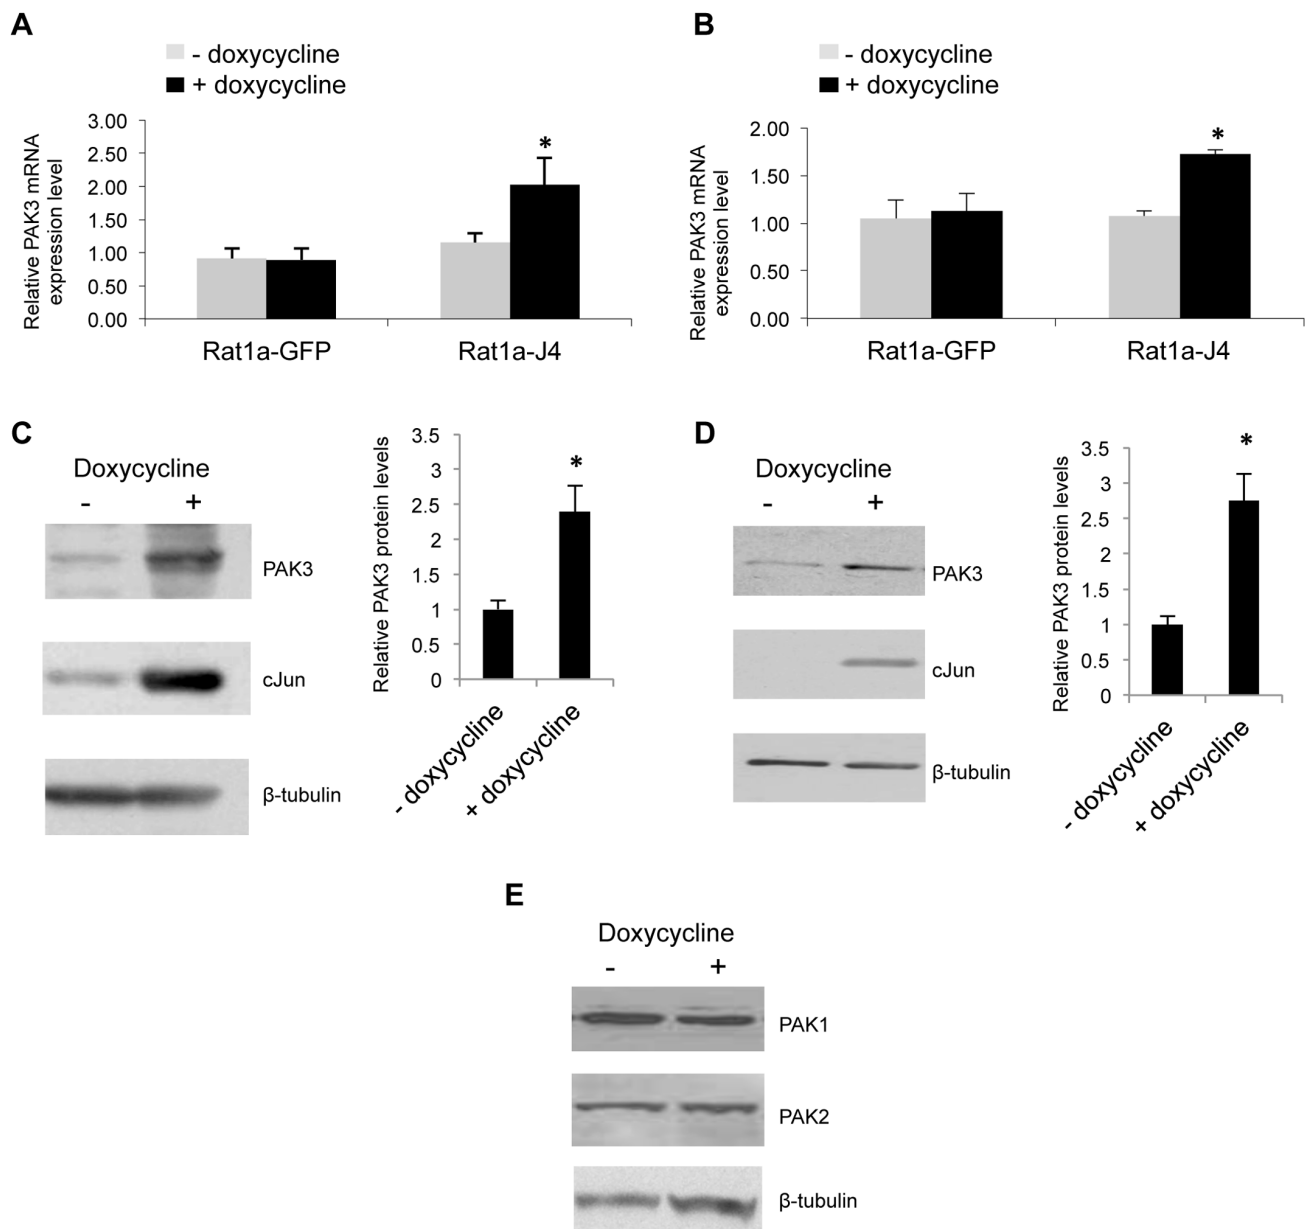 A
- doxycycline
+ doxycycline
Relative PAK3 mRNA
expression level
3.00
2.50
2.00
1.50
1.00
0.50
0.00
*
Rat1a-GFP
Rat1a-J4
B
- doxycycline
+ doxycycline
Relative PAK3 mRNA
expression level
2.00
1.50
1.00
0.50
0.00
*
Rat1a-GFP
Rat1a-J4
C
Doxycycline
- +
PAK3
cJun
β-tubulin
Relative PAK3 protein levels
3.5
3
2.5
2
1.5
1
0.5
0
*
- doxycycline
+ doxycycline
D
Doxycycline
- +
PAK3
cJun
β-tubulin
Relative PAK3 protein levels
3.5
3
2.5
2
1.5
1
0.5
0
*
- doxycycline
+ doxycycline
E
Doxycycline
- +
PAK1
PAK2
β-tubulin